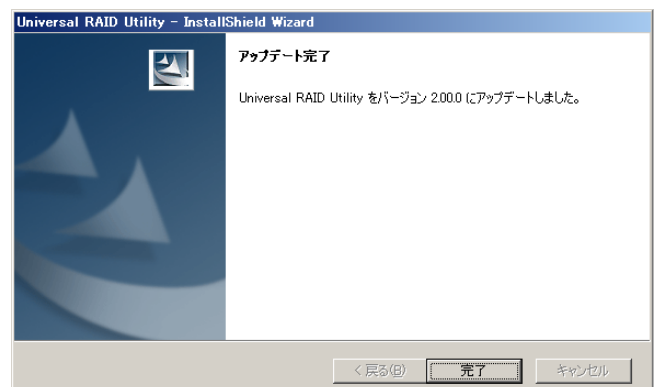 Universal RAID Utility - InstallShield Wizard
アップデート完了
Universal RAID Utility をバージョン 2.00.0 にアップデートしました。
< 戻る(B)
完了
キャンセル